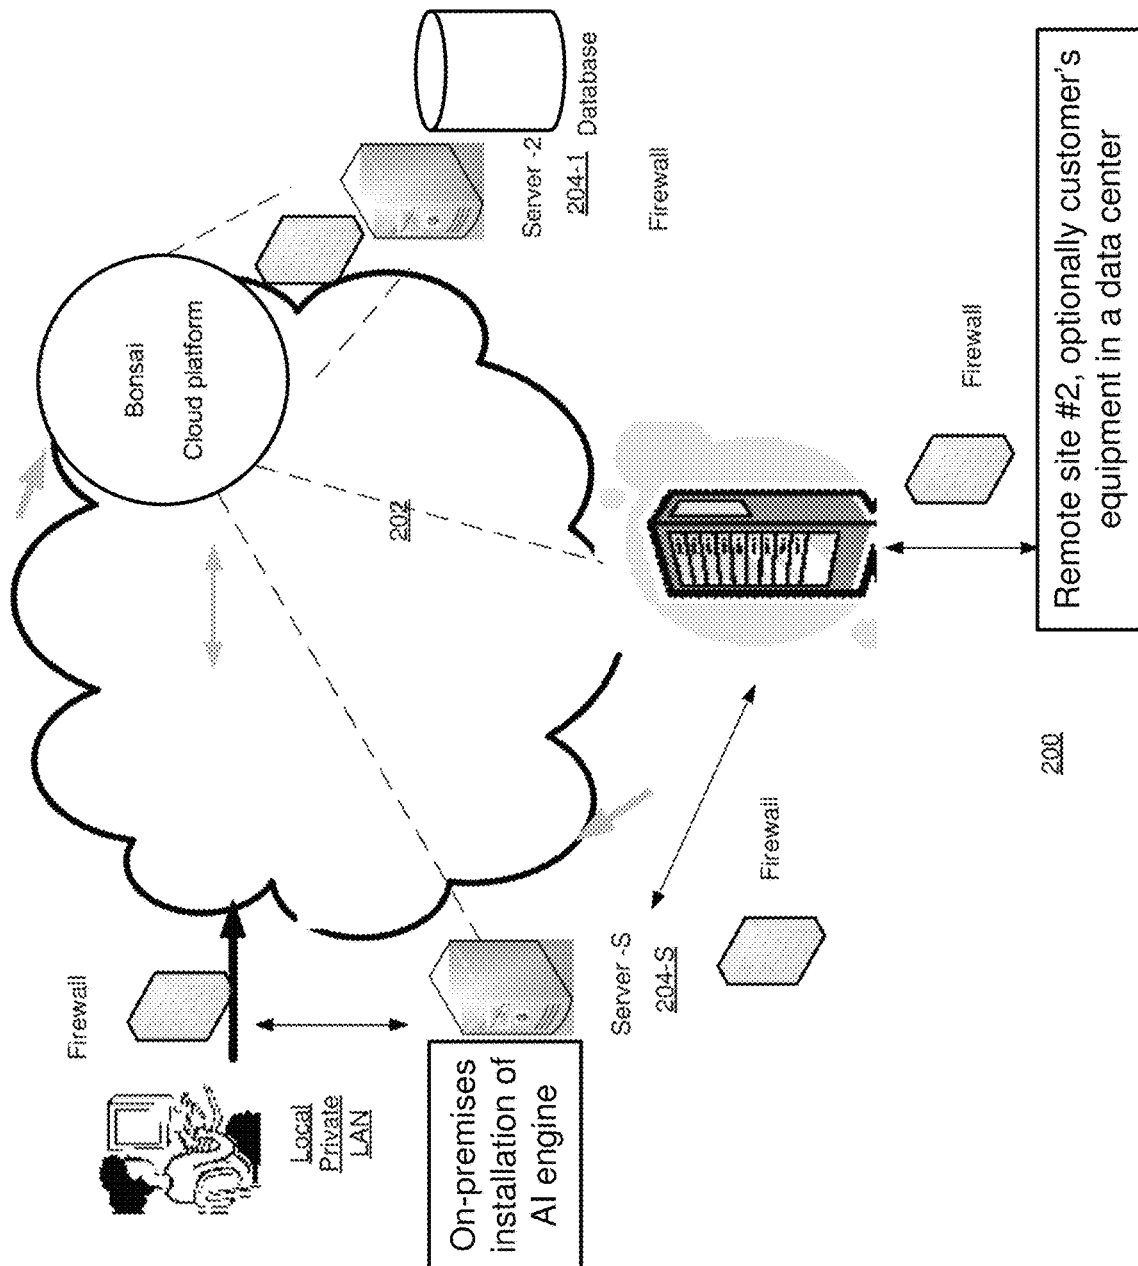 Firewall
Local
Private
LAN
On-premises
installation of
AI engine
Server -S
204-S
Firewall
Bonsai
Cloud platform
202
Server -2
204-1
Database
Firewall
Firewall
Remote site #2, optionally customer's
equipment in a data center
200